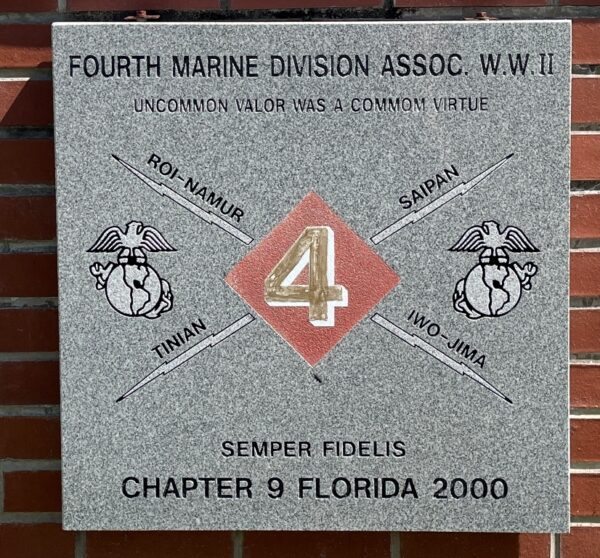 FOURTH MARINE DIVISION ASSOC. W.W.II
UNCOMMON VALOR WAS A COMMOM VIRTUE
ROI-NAMUR
SAIPAN
4
TINIAN
IWO-JIMA
SEMPER FIDELIS
CHAPTER 9 FLORIDA 2000